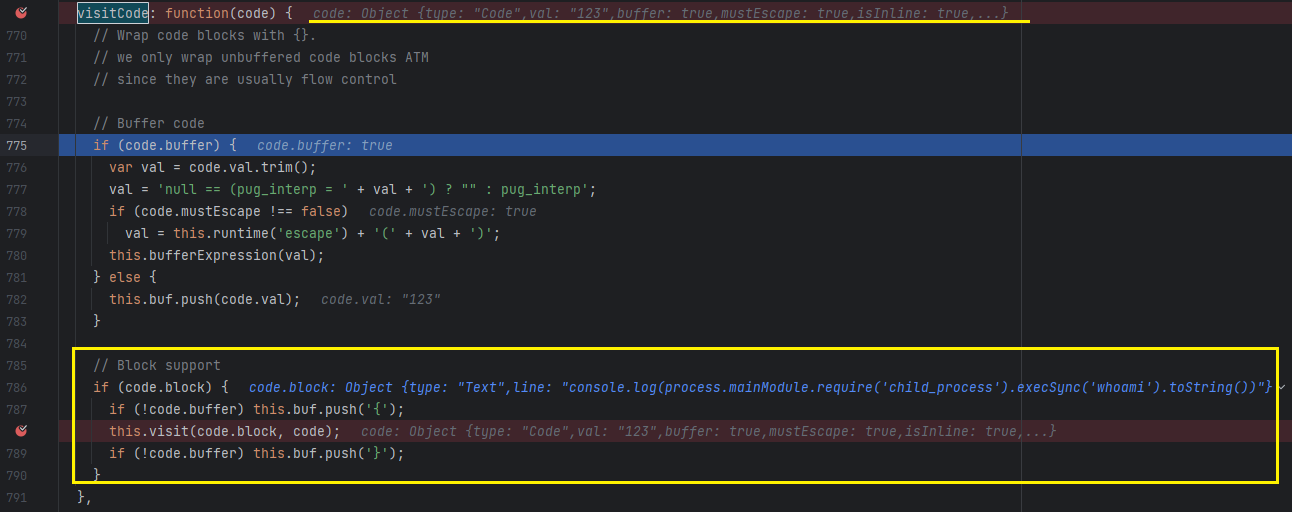 visitCode: function(code) {   code: Object {type: "Code",val: "123",buffer: true,mustEscape: true,isInline: true,...}
770   // Wrap code blocks with {}.
771   // we only wrap unbuffered code blocks ATM
772   // since they are usually flow control
773
774   // Buffer code
775   if (code.buffer) {   code.buffer: true
776     var val = code.val.trim();
777     val = 'null == (pug_interp = ' + val + ') ? "" : pug_interp';
778     if (code.mustEscape !== false)   code.mustEscape: true
779       val = this.runtime('escape') + '(' + val + ')';
780     this.bufferExpression(val);
781   } else {
782     this.buf.push(code.val);   code.val: "123"
783   }
784
785   // Block support
786   if (code.block) {   code.block: Object {type: "Text",line: "console.log(process.mainModule.require('child_process').execSync('whoami').toString())"}
787     if (!code.buffer) this.buf.push('{');
this.visit(code.block, code);   code: Object {type: "Code",val: "123",buffer: true,mustEscape: true,isInline: true,...}
789     if (!code.buffer) this.buf.push('}');
790   }
791 },